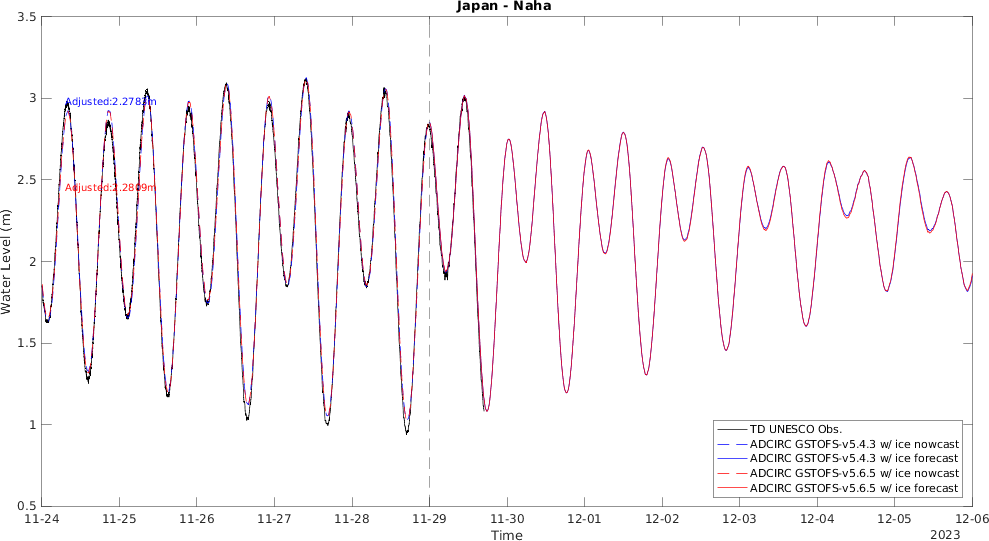 Japan - Naha
3.5
3
2.5
2
1.5
1
0.5
Water Level (m)
Adjusted:2.2783m
Adjusted:2.2809m
TD UNESCO Obs.
ADCIRC GSTOFS-v5.4.3 w/ ice nowcast
ADCIRC GSTOFS-v5.4.3 w/ ice forecast
ADCIRC GSTOFS-v5.6.5 w/ ice nowcast
ADCIRC GSTOFS-v5.6.5 w/ ice forecast
11-24 11-25 11-26 11-27 11-28 11-29 11-30 12-01 12-02 12-03 12-04 12-05 12-06
Time
2023